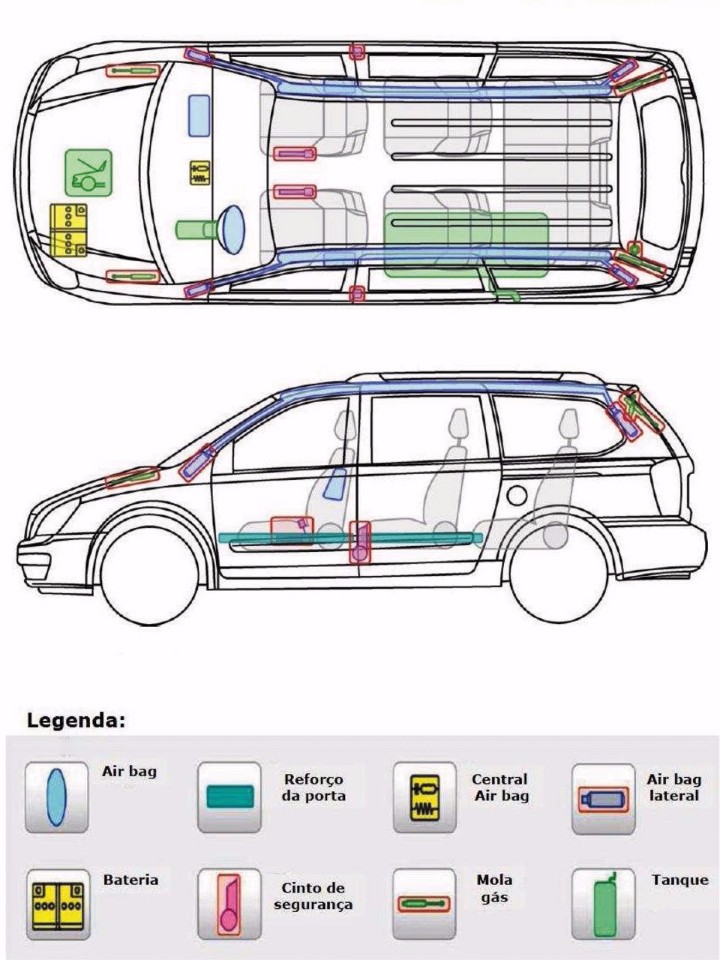 Legenda:
Air bag
Reforço
da porta
Central
Air bag
Air bag
lateral
Bateria
Cinto de
segurança
Mola
gás
Tanque